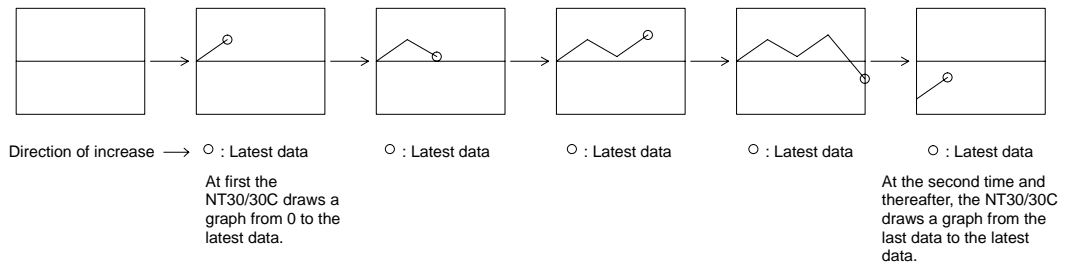 Direction of increase
: Latest data
: Latest data
: Latest data
: Latest data
: Latest data
At first the
NT30/30C draws a
graph from 0 to the
latest data.
At the second time and
thereafter, the NT30/30C
draws a graph from the
last data to the latest
data.